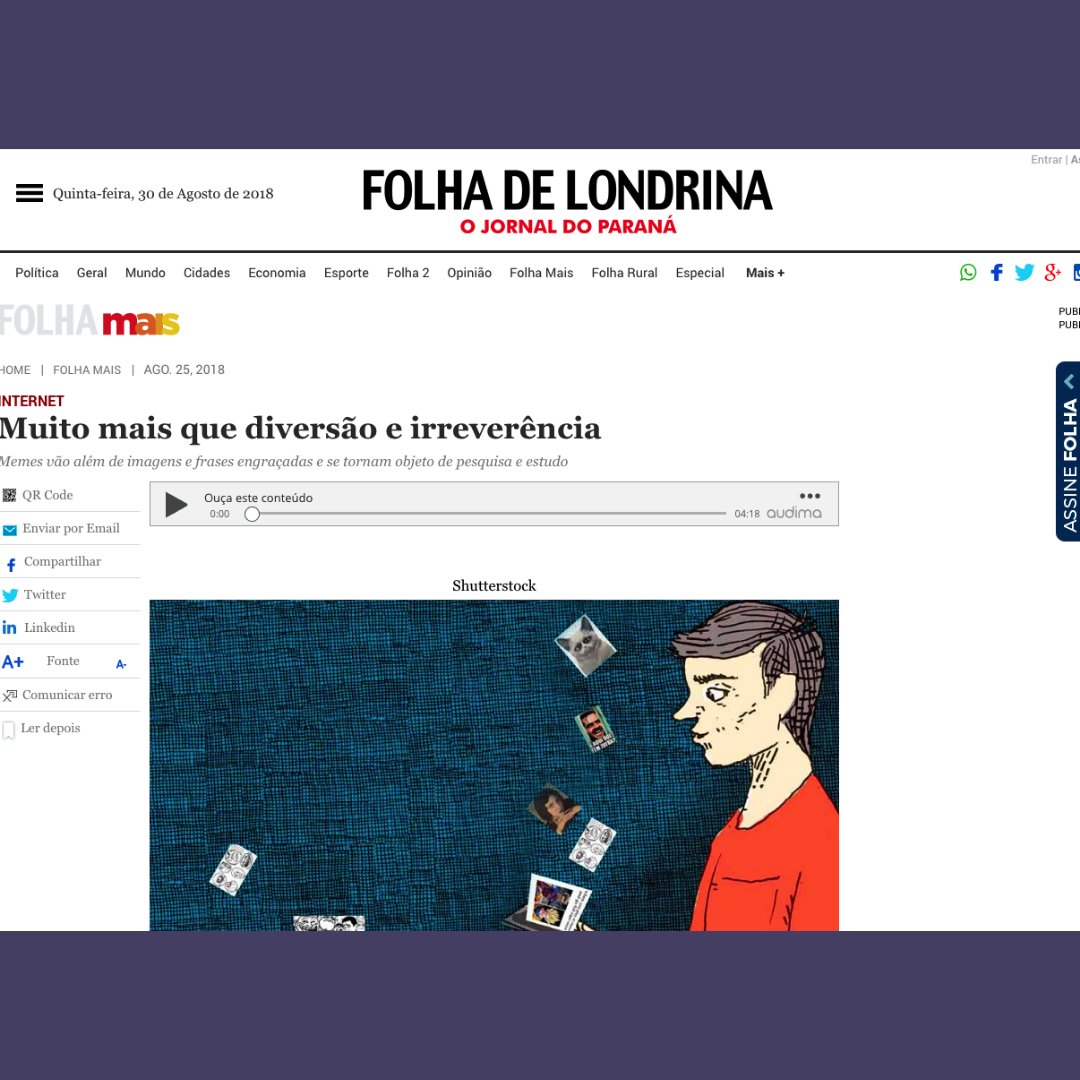 Entrar | As
Quinta-feira, 30 de Agosto de 2018
FOLHA DE LONDRINA
O JORNAL DO PARANÁ
Política Geral Mundo Cidades Economia Esporte Folha 2 Opinião Folha Mais Folha Rural Especial Mais +
FOLHA mais
PUBL
PUBL
HOME | FOLHA MAIS | AGO. 25, 2018
ASSINE FOLHA
INTERNET
Muito mais que diversão e irreverência
Memes vão além de imagens e frases engraçadas e se tornam objeto de pesquisa e estudo
QR Code
Enviar por Email
Compartilhar
Twitter
Linkedin
A+ Fonte A-
Comunicar erro
Ler depois
Ouça este conteúdo
0:00 04:18 audima
Shutterstock